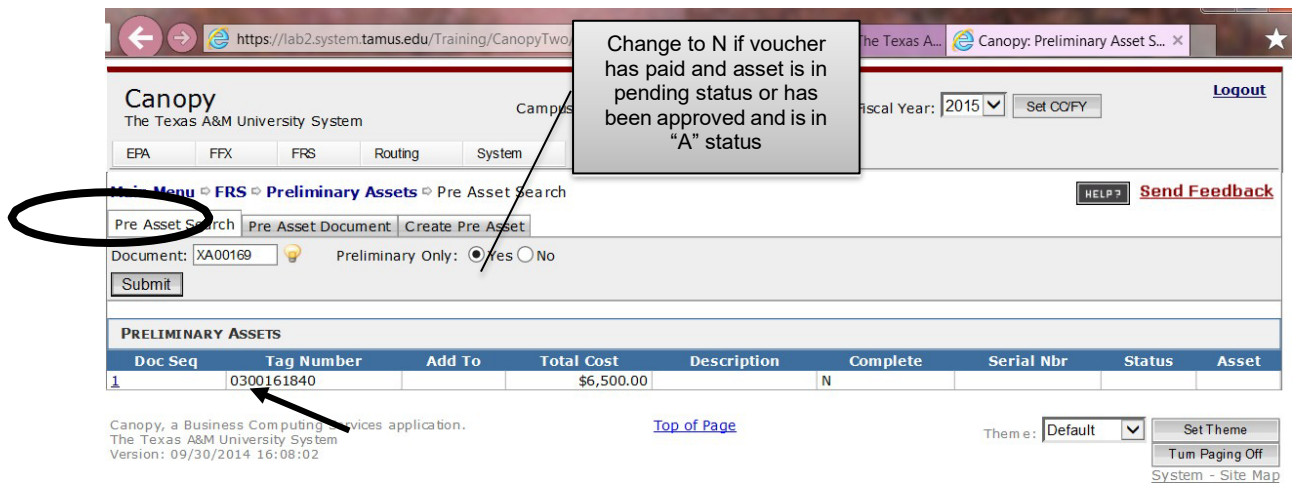 https://lab2.system.tamus.edu/Training/CanopyTwo/
The Texas A...
Canopy: Preliminary Asset S... ×
Change to N if voucher
has paid and asset is in
pending status or has
been approved and is in
“A” status
Canopy
The Texas A&M University System
Campus
Fiscal Year: 2015 Set CC/FY
Logout
EPA FFX FRS Routing System
Main Menu ⇨ FRS ⇨ Preliminary Assets ⇨ Pre Asset Search
HELP? Send Feedback
Pre Asset Search Pre Asset Document Create Pre Asset
Document: XA00169 Preliminary Only: Yes No
Submit
PRELIMINARY ASSETS
Doc Seq Tag Number Add To Total Cost Description Complete Serial Nbr Status Asset
1 0300161840 $6,500.00 N
Canopy, a Business Computing Services application.
The Texas A&M University System
Version: 09/30/2014 16:08:02
Top of Page
Theme: Default Set Theme
Turn Paging Off
System - Site Map